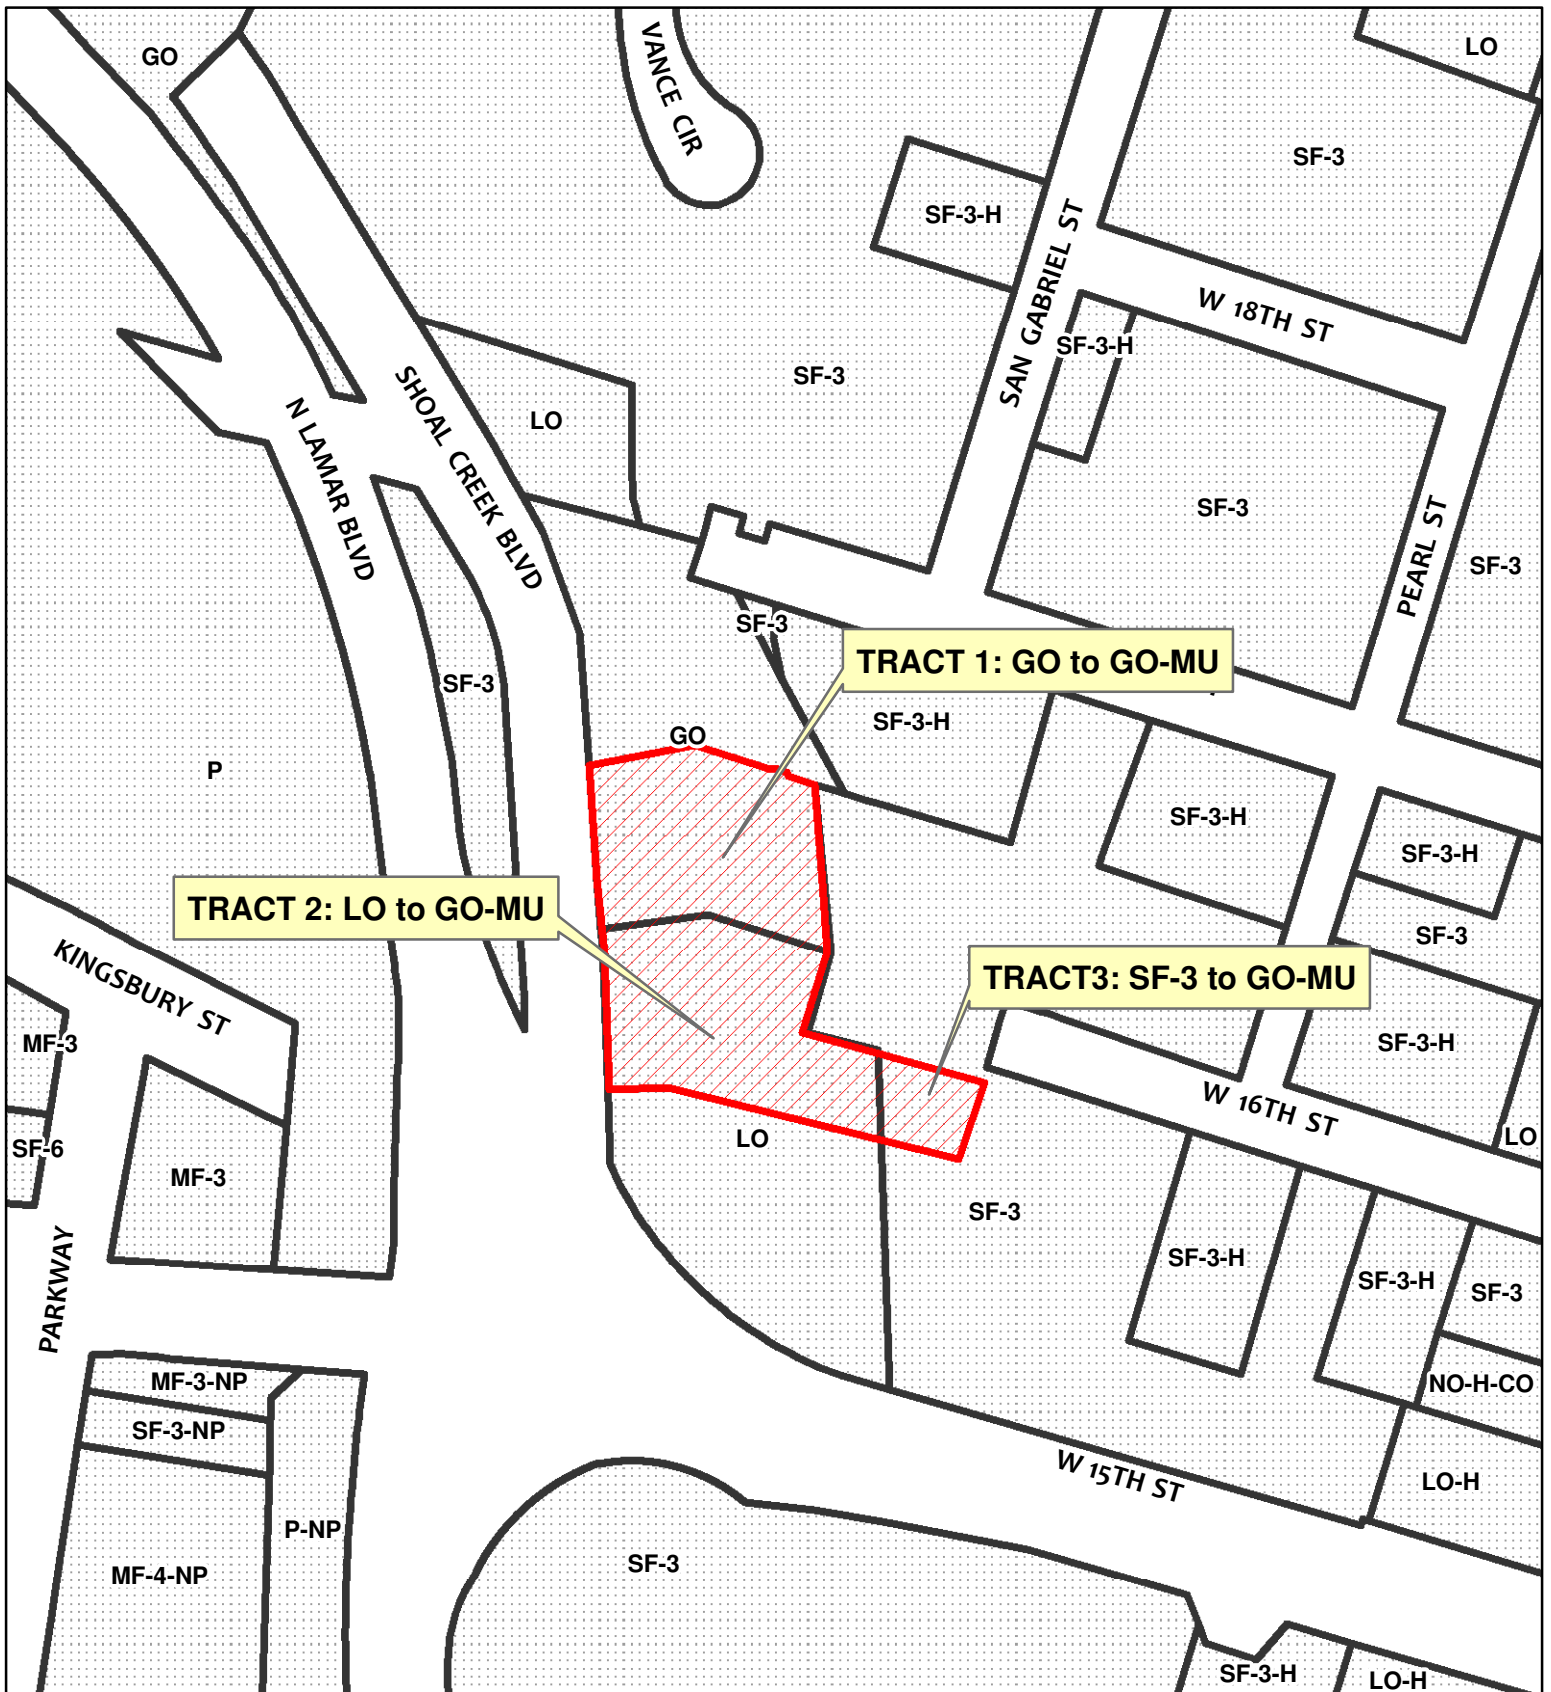 GO
LO
VANCE CIR
SF-3
SF-3-H
SAN GABRIEL ST
W 18TH ST
SF-3-H
SF-3
LO
N LAMAR BLVD
SHOAL CREEK BLVD
SF-3
PEARL ST
SF-3
SF-3
TRACT 1: GO to GO-MU
SF-3
SF-3-H
GO
P
SF-3-H
SF-3-H
TRACT 2: LO to GO-MU
SF-3
KINGSBURY ST
TRACT3: SF-3 to GO-MU
MF-3
SF-3-H
W 16TH ST
LO
LO
SF-6
MF-3
SF-3
PARKWAY
SF-3-H
SF-3-H
SF-3
MF-3-NP
NO-H-CO
SF-3-NP
W 15TH ST
LO-H
P-NP
SF-3
MF-4-NP
SF-3-H
LO-H